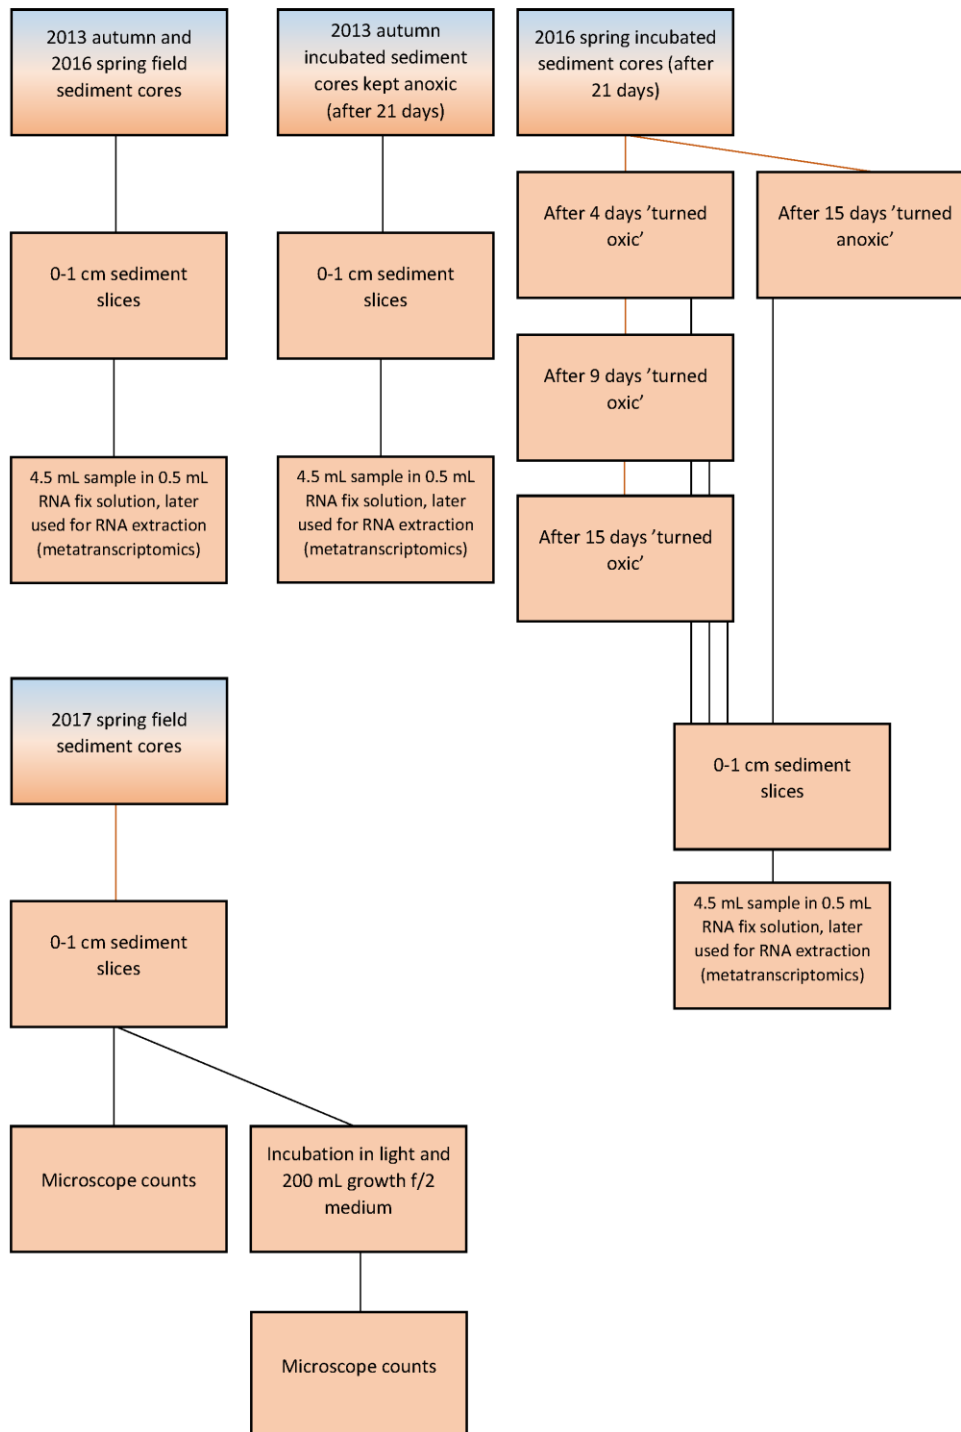 2013 autumn and
2016 spring field
sediment cores
0-1 cm sediment
slices
4.5 mL sample in 0.5 mL
RNA fix solution, later
used for RNA extraction
(metatranscriptomics)
2013 autumn
incubated sediment
cores kept anoxic
(after 21 days)
0-1 cm sediment
slices
4.5 mL sample in 0.5 mL
RNA fix solution, later
used for RNA extraction
(metatranscriptomics)
2016 spring incubated
sediment cores (after
21 days)
After 4 days ’turned
oxic’
After 9 days ’turned
oxic’
After 15 days ’turned
oxic’
After 15 days ’turned
anoxic’
0-1 cm sediment
slices
4.5 mL sample in 0.5 mL
RNA fix solution, later
used for RNA extraction
(metatranscriptomics)
2017 spring field
sediment cores
0-1 cm sediment
slices
Microscope counts
Incubation in light and
200 mL growth f/2
medium
Microscope counts